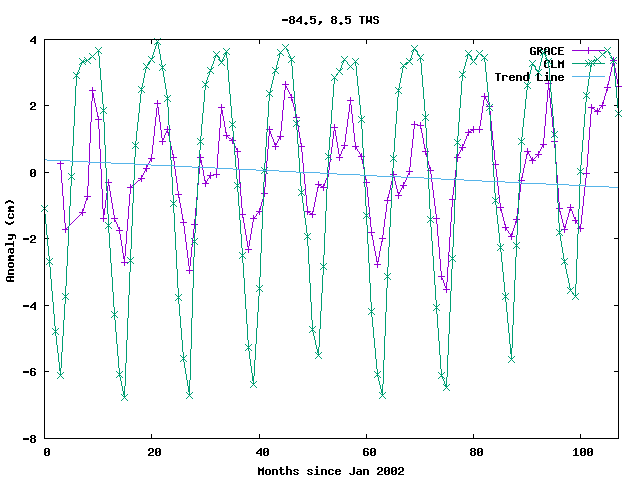 -84.5, 8.5 TWS
GRACE
CLM
Trend Line
4
2
0
-2
-4
-6
-8
Anomaly (cm)
0 20 40 60 80 100
Months since Jan 2002